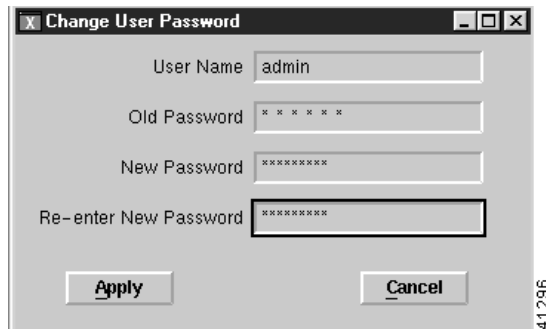 X Change User Password
User Name admin
Old Password * * * * * *
New Password *********
Re-enter New Password *********
Apply Cancel
41296